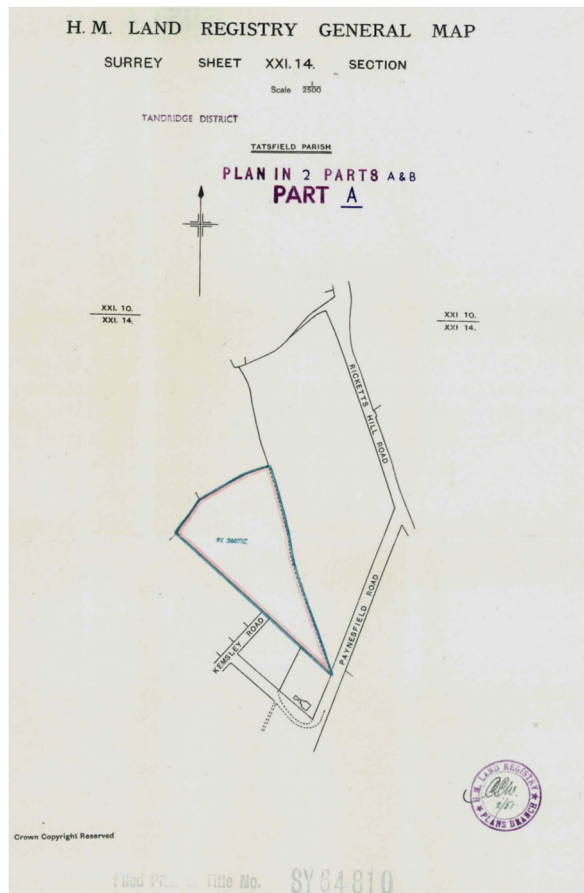 H. M. LAND REGISTRY GENERAL MAP
SURREY SHEET XXI. 14. SECTION
Scale 1/2500
TANDRIDGE DISTRICT
TATSFIELD PARISH
PLAN IN 2 PARTS A & B
PART A
XXI. 10.
XXI. 14.
XXI 10.
XXI 14.
RICKETTS HILL ROAD
PAYNESFIELD ROAD
KEMSLEY ROAD
H.M. LAND REGISTRY
PLANS BRANCH
Crown Copyright Reserved
Filed Title No. SY64810